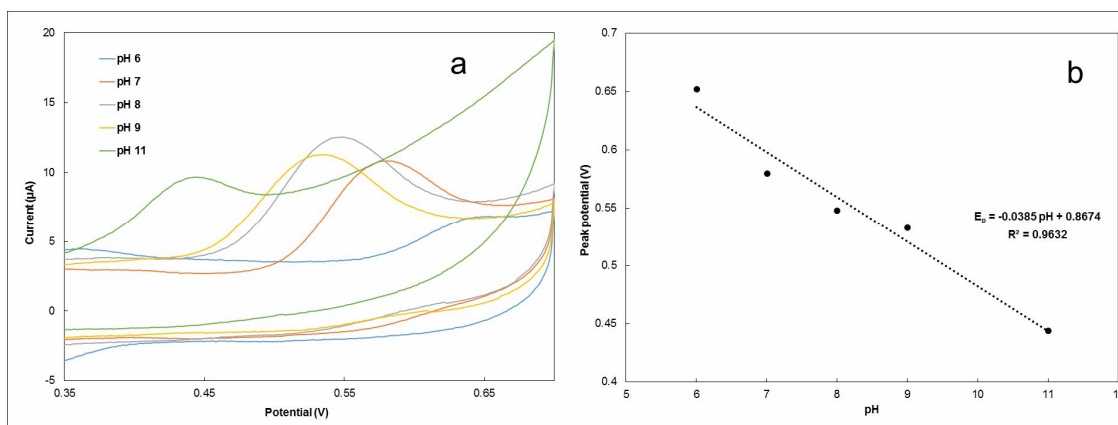 a
20
15
10
5
0
-5
Current (µA)
pH 6
pH 7
pH 8
pH 9
pH 11
0.35
0.45
0.55
0.65
Potential (V)
b
0.7
0.65
0.6
0.55
0.5
0.45
0.4
Peak potential (V)
E = -0.0385 pH + 0.8674
R² = 0.9632
5
6
7
8
9
10
11
1
pH